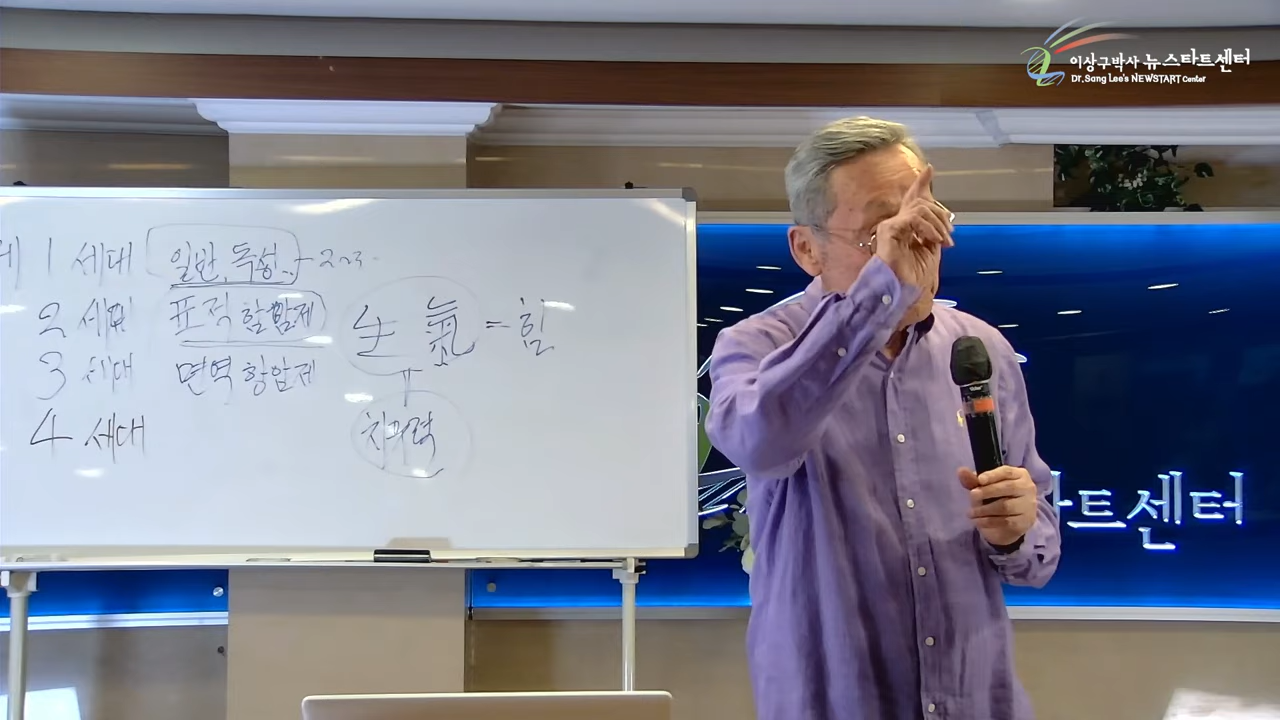 이상구박사 뉴스타트센터
Dr. Sang Lee's NEWSTART Center
제 1 세대 일반, 독성
2 세대 표적 항암제
生 氣 = 힘
3 세대 면역 항암제
4 세대 치유력
타트센터